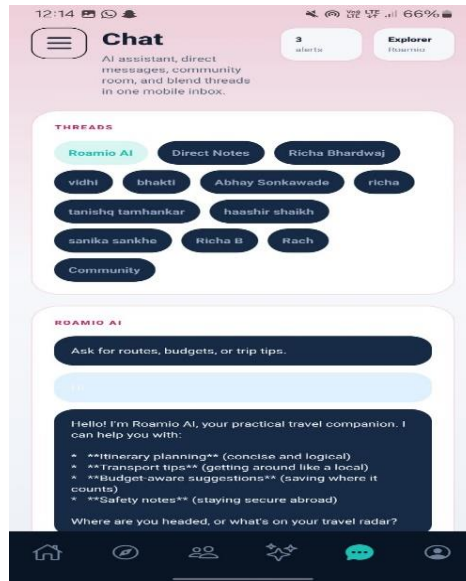 12:14
66%
Chat
AI assistant, direct
messages, community
room, and blend threads
in one mobile inbox.
3
alerts
Explorer
Roamio
THREADS
Roamio AI
Direct Notes
Richa Bhardwaj
vidhi
bhakti
Abhay Sonkawade
richa
tanishq tamhankar
haashir shaikh
sanika sankhe
Richa B
Rach
Community
ROAMIO AI
Ask for routes, budgets, or trip tips.
Hello! I'm Roamio AI, your practical travel companion. I
can help you with:
* **Itinerary planning** (concise and logical)
* **Transport tips** (getting around like a local)
* **Budget-aware suggestions** (saving where it
counts)
* **Safety notes** (staying secure abroad)
Where are you headed, or what's on your travel radar?